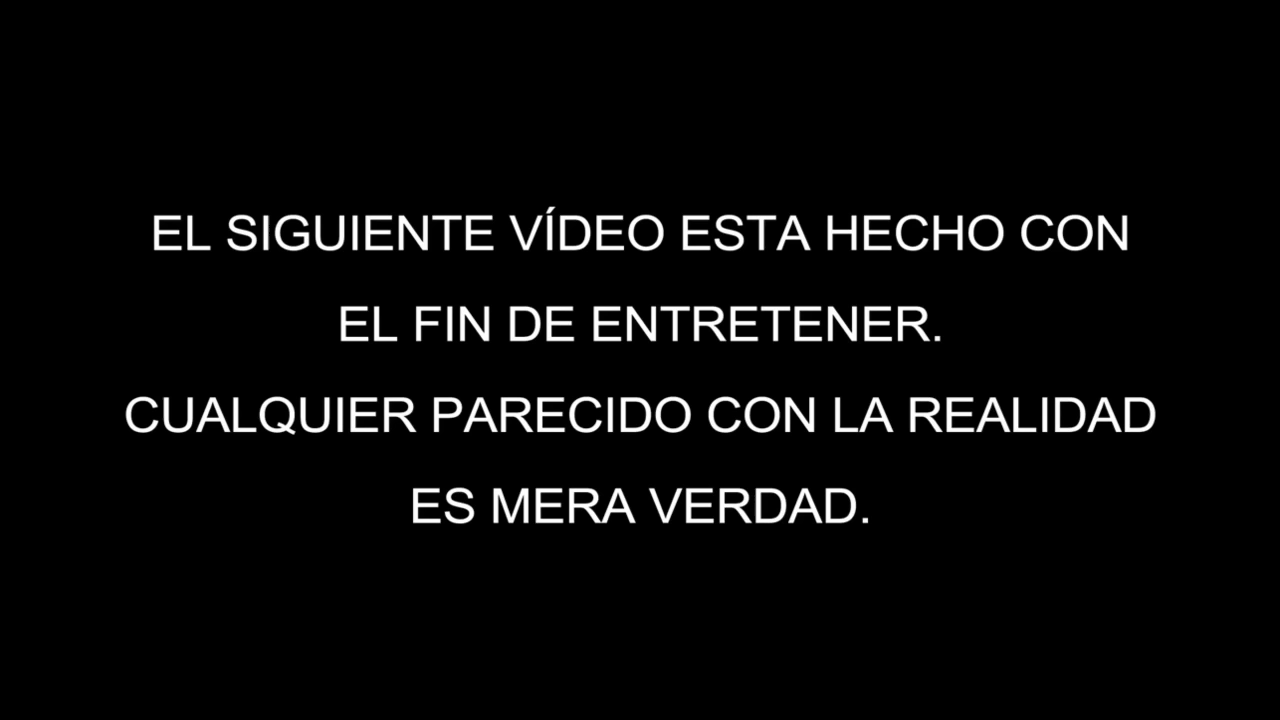 EL SIGUIENTE VÍDEO ESTA HECHO CON
EL FIN DE ENTRETENER.
CUALQUIER PARECIDO CON LA REALIDAD
ES MERA VERDAD.